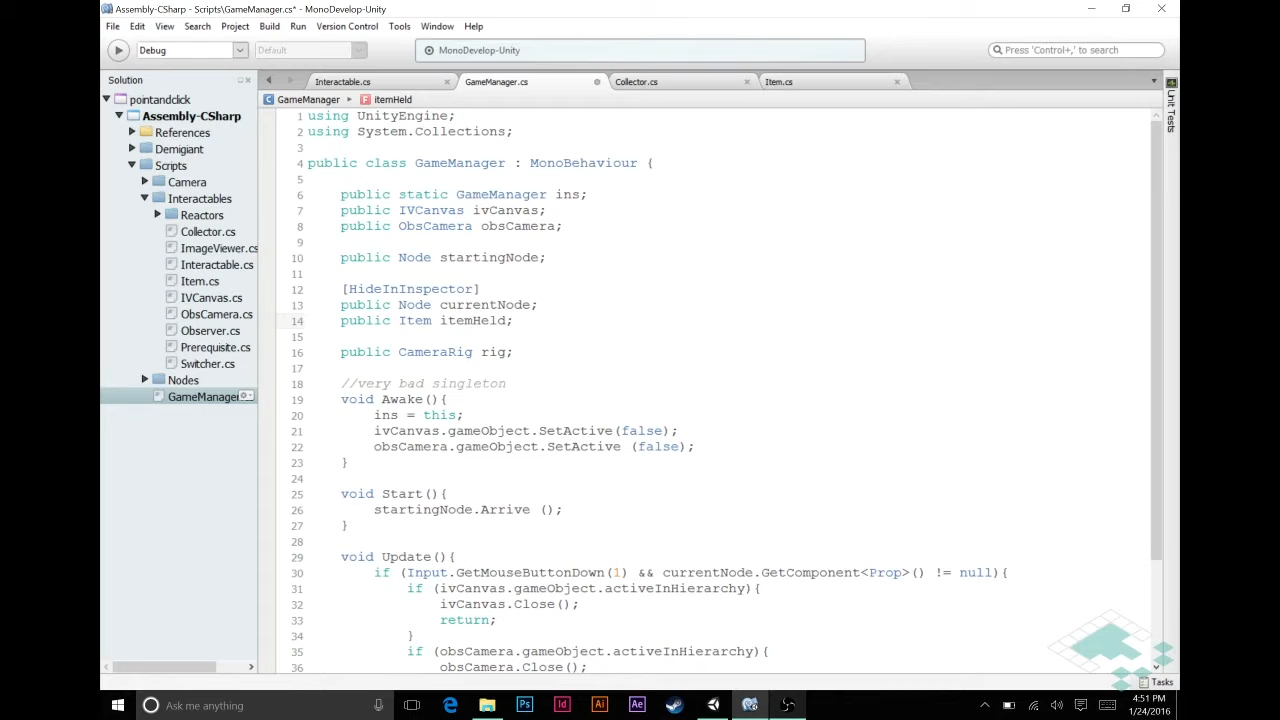 Assembly-CSharp - Scripts\GameManager.cs* - MonoDevelop-Unity
File Edit View Search Project Build Run Version Control Tools Window Help
Debug Default MonoDevelop-Unity Press 'Control+,' to search
Solution
Interactable.cs GameManager.cs Collector.cs Item.cs
Unit Tests
GameManager itemHeld
pointandclick
Assembly-CSharp
References
Demigiant
Scripts
Camera
Interactables
Reactors
Collector.cs
ImageViewer.cs
Interactable.cs
Item.cs
IVCanvas.cs
ObsCamera.cs
Observer.cs
Prerequisite.cs
Switcher.cs
Nodes
GameManager
1 using UnityEngine;
2 using System.Collections;
3
4 public class GameManager : MonoBehaviour {
5
6 public static GameManager ins;
7 public IVCanvas ivCanvas;
8 public ObsCamera obsCamera;
9
10 public Node startingNode;
11
12 [HideInInspector]
13 public Node currentNode;
14 public Item itemHeld;
15
16 public CameraRig rig;
17
18 //very bad singleton
19 void Awake(){
20 ins = this;
21 ivCanvas.gameObject.SetActive(false);
22 obsCamera.gameObject.SetActive (false);
23 }
24
25 void Start(){
26 startingNode.Arrive ();
27 }
28
29 void Update(){
30 if (Input.GetMouseButtonDown(1) && currentNode.GetComponent<Prop>() != null){
31 if (ivCanvas.gameObject.activeInHierarchy){
32 ivCanvas.Close();
33 return;
34 }
35 if (obsCamera.gameObject.activeInHierarchy){
36 obsCamera.Close();
Tasks
Ask me anything
4:51 PM
1/24/2016